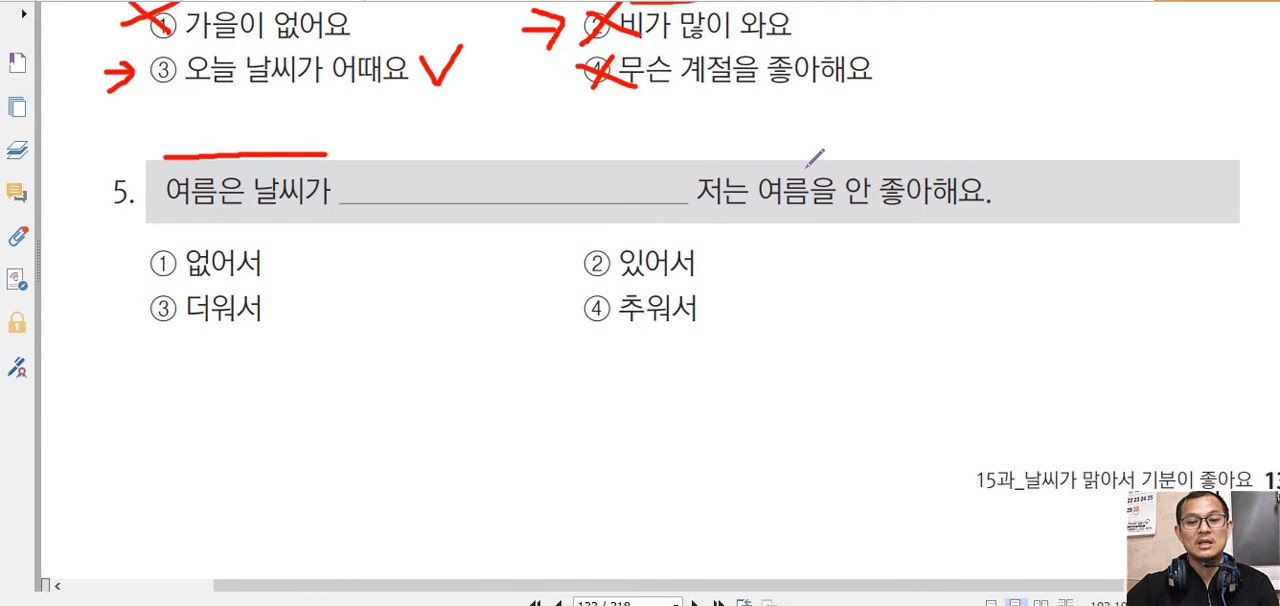 ① 가을이 없어요 ② 비가 많이 와요
③ 오늘 날씨가 어때요 ④ 무슨 계절을 좋아해요
5. 여름은 날씨가 ______________ 저는 여름을 안 좋아해요.
① 없어서 ② 있어서
③ 더워서 ④ 추워서
15과_날씨가 맑아서 기분이 좋아요